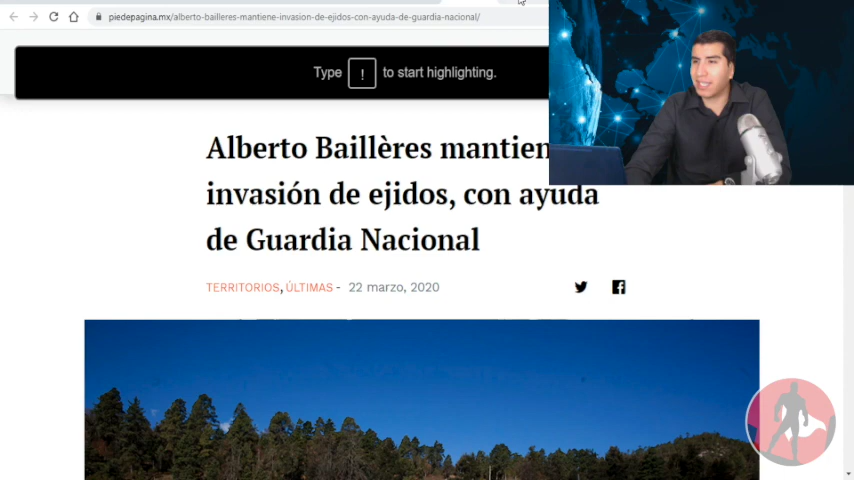 piedepagina.mx/alberto-bailleres-mantiene-invasion-de-ejidos-con-ayuda-de-guardia-nacional/
Type ! to start highlighting.
Alberto Baillères mantien
invasión de ejidos, con ayuda
de Guardia Nacional
TERRITORIOS, ÚLTIMAS - 22 marzo, 2020